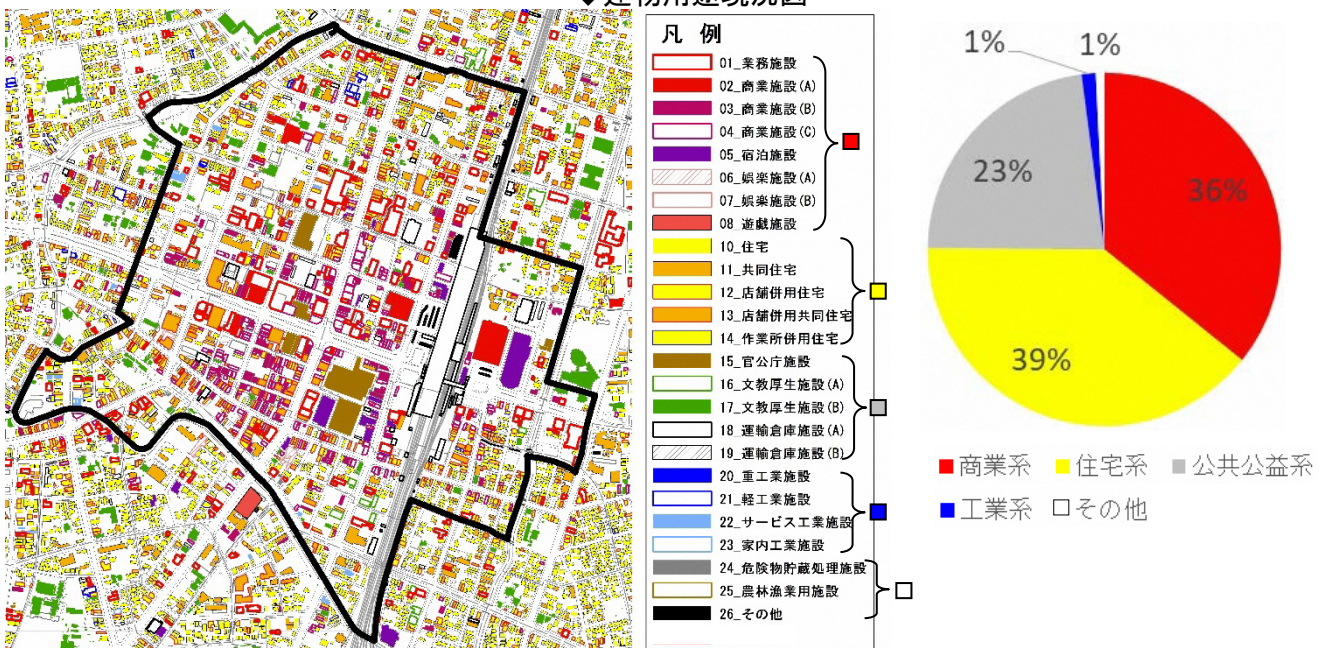 ◆建物用途現況図
凡 例
01_業務施設
02_商業施設(A)
03_商業施設(B)
04_商業施設(C)
05_宿泊施設
06_娯楽施設(A)
07_娯楽施設(B)
08_遊戯施設
10_住宅
11_共同住宅
12_店舗併用住宅
13_店舗併用共同住宅
14_作業所併用住宅
15_官公庁施設
16_文教厚生施設(A)
17_文教厚生施設(B)
18_運輸倉庫施設(A)
19_運輸倉庫施設(B)
20_重工業施設
21_軽工業施設
22_サービス工業施設
23_家内工業施設
24_危険物貯蔵処理施設
25_農林漁業用施設
26_その他
1%
1%
23%
36%
39%
商業系 住宅系 公共公益系
工業系 その他